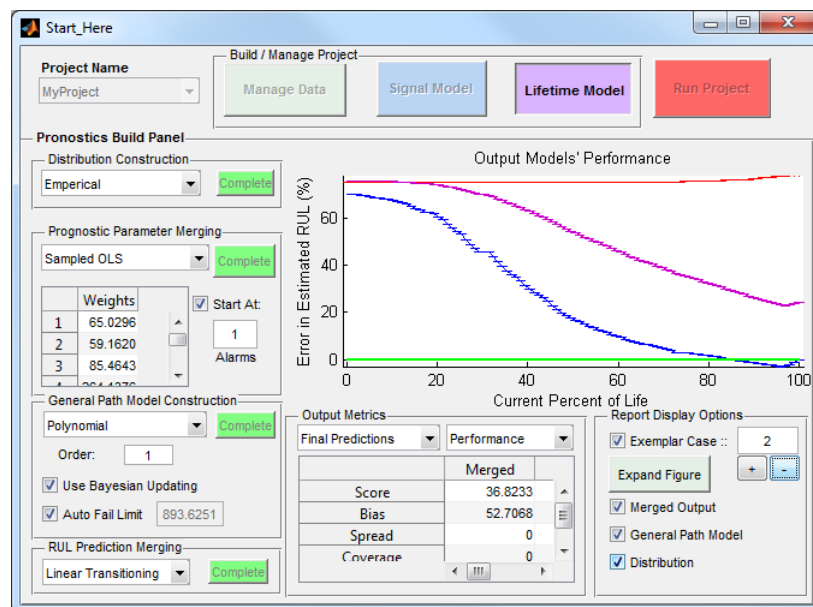 Start_Here
Project Name
MyProject
Build / Manage Project
Manage Data
Signal Model
Lifetime Model
Run Project
Pronostics Build Panel
Distribution Construction
Emperical
Complete
Prognostic Parameter Merging
Sampled OLS
Complete
Weights
1 65.0296
2 59.1620
3 85.4643
Start At:
1
Alarms
General Path Model Construction
Polynomial
Complete
Order: 1
Use Bayesian Updating
Auto Fail Limit 893.6251
RUL Prediction Merging
Linear Transitioning
Complete
Output Models' Performance
Error in Estimated RUL (%)
60
40
20
0
0 20 40 60 80 100
Current Percent of Life
Output Metrics
Final Predictions
Performance
Merged
Score 36.8233
Bias 52.7068
Spread 0
Coverage 0
Report Display Options
Exemplar Case :: 2
Expand Figure
+ -
Merged Output
General Path Model
Distribution